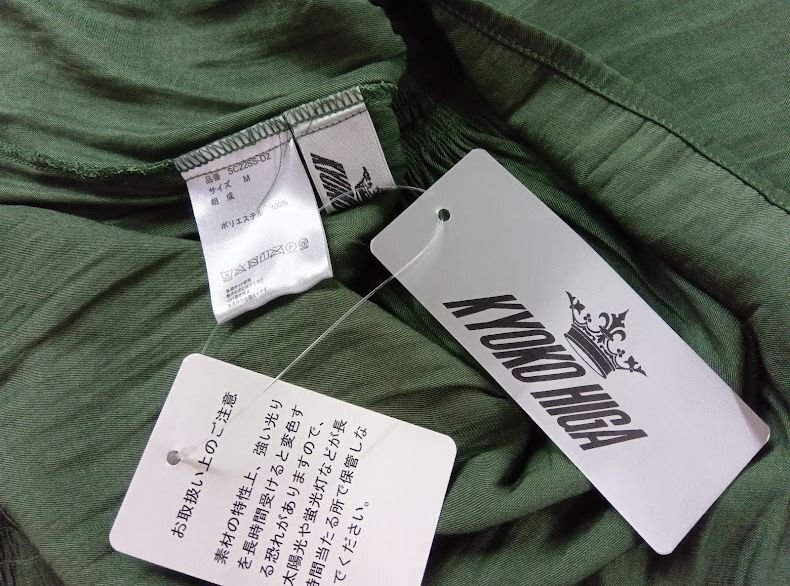 品番 SC22SS-D2
サイズ M
組成
ポリエステル 100%
KYOKO HIGA
お取扱い上のご注意
素材の特性上、強い光り
を長時間受けると変色す
る恐れがありますので、
太陽光や蛍光灯などが長
時間当たる所で保管しな
でください。